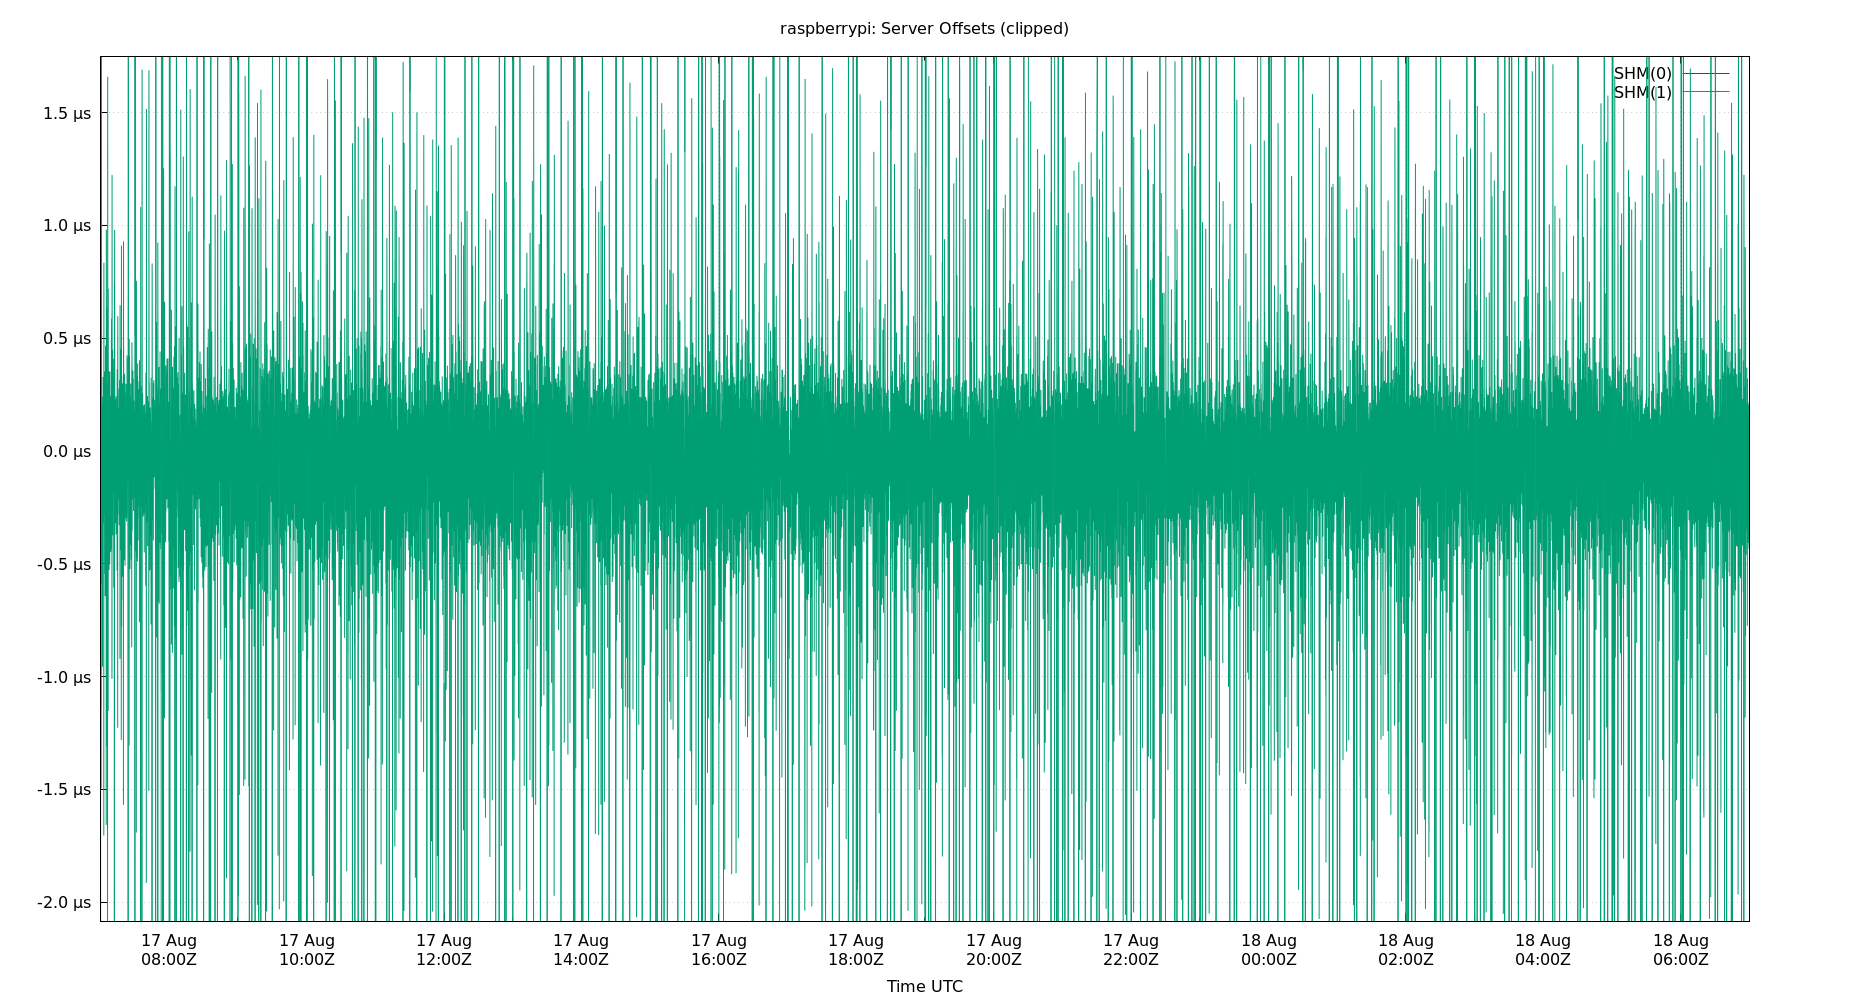 raspberrypi: Server Offsets (clipped)
SHM(0)
SHM(1)
1.5 µs
1.0 µs
0.5 µs
0.0 µs
-0.5 µs
-1.0 µs
-1.5 µs
-2.0 µs
17 Aug 17 Aug 17 Aug 17 Aug 17 Aug 17 Aug 17 Aug 17 Aug 18 Aug 18 Aug 18 Aug 18 Aug
08:00Z 10:00Z 12:00Z 14:00Z 16:00Z 18:00Z 20:00Z 22:00Z 00:00Z 02:00Z 04:00Z 06:00Z
Time UTC